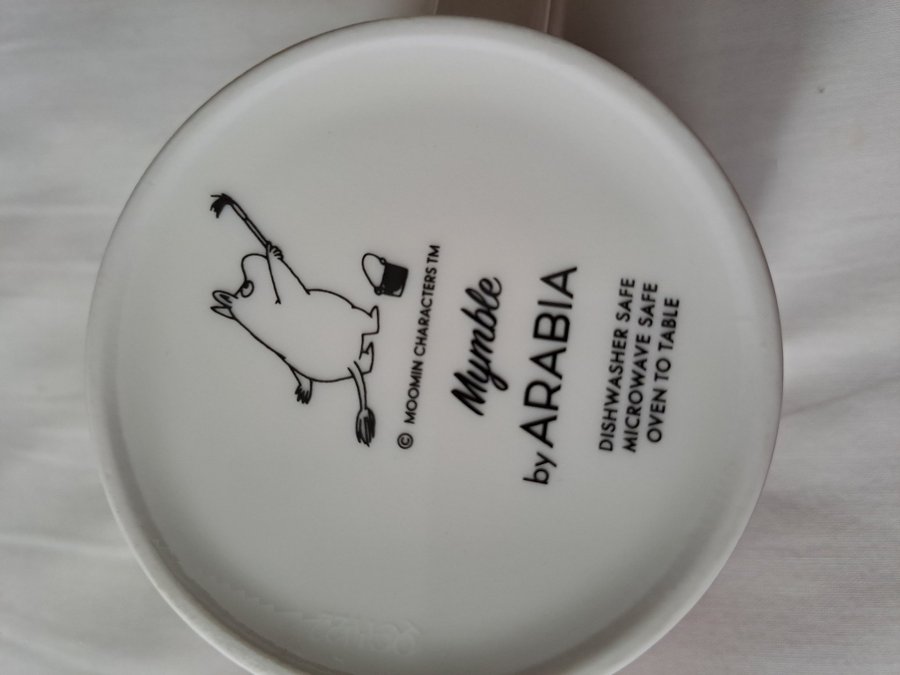 © MOOMIN CHARACTERS TM
Mymble
by ARABIA
DISHWASHER SAFE
MICROWAVE SAFE
OVEN TO TABLE